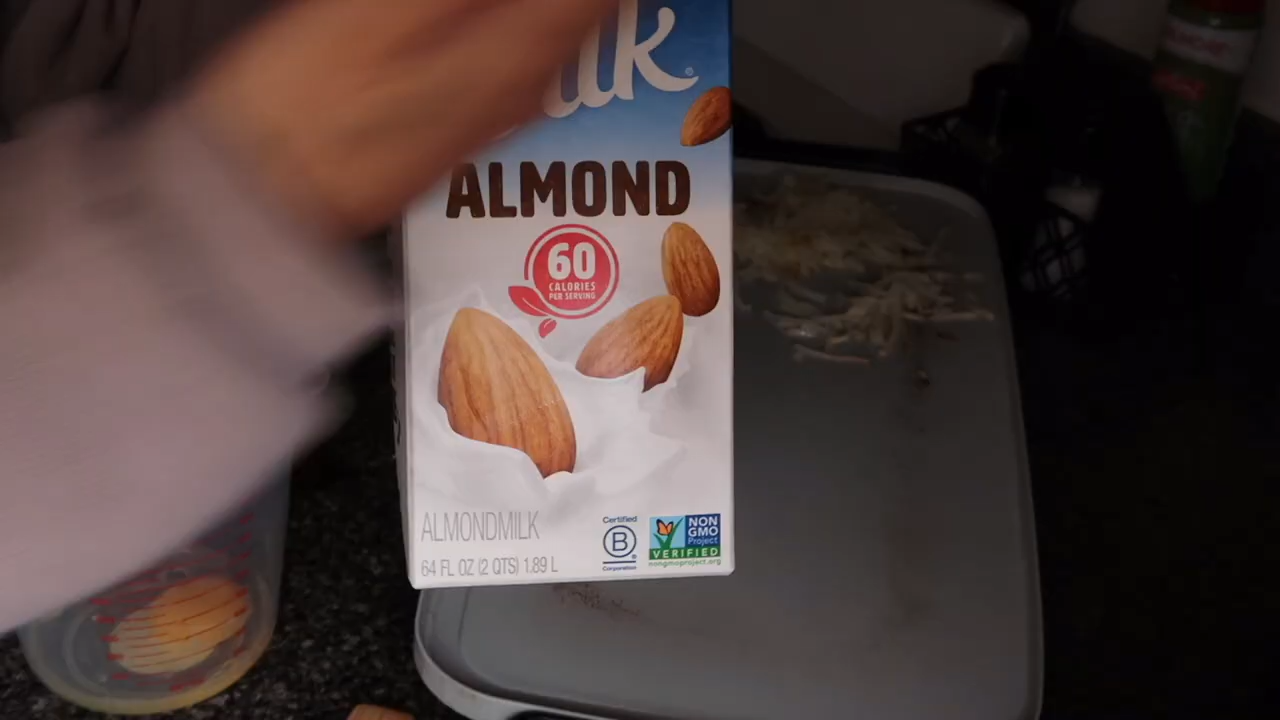 ALMOND
60
CALORIES
PER SERVING
ALMONDMILK
64 FL OZ (2 QTS) 1.89 L
Certified
B
Corporation
NON
GMO
Project
VERIFIED
nongmoproject.org